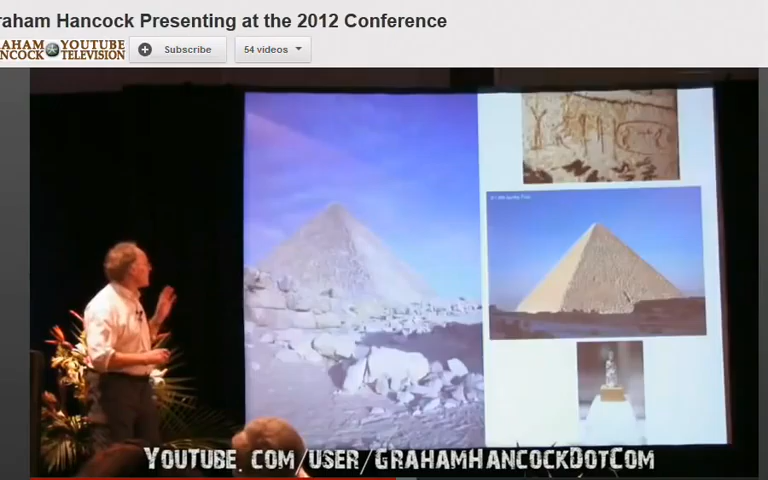 raham Hancock Presenting at the 2012 Conference
RAHAM YOUTUBE
NCOCK TELEVISION
Subscribe
54 videos
YOUTUBE.COM/USER/GRAHAMHANCOCKDOTCOM